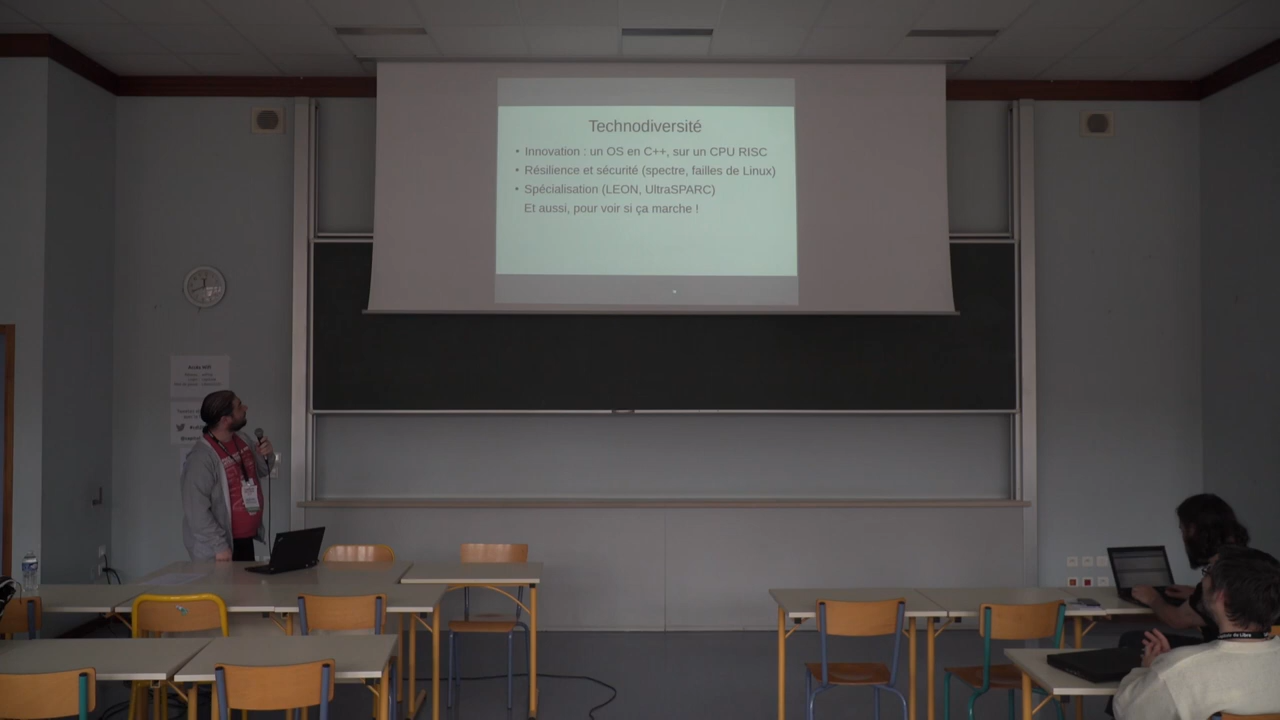 Technodiversité
• Innovation : un OS en C++, sur un CPU RISC
• Résilience et sécurité (spectre, failles de Linux)
• Spécialisation (LEON, UltraSPARC)
Et aussi, pour voir si ça marche !